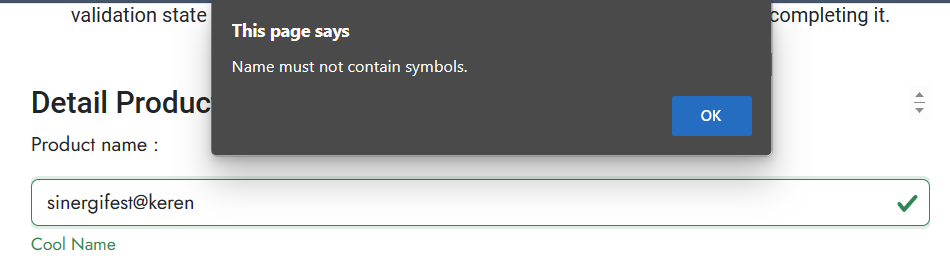 validation state
completing it.
This page says
Name must not contain symbols.
OK
Detail Produc
Product name :
sinergifest@keren
Cool Name